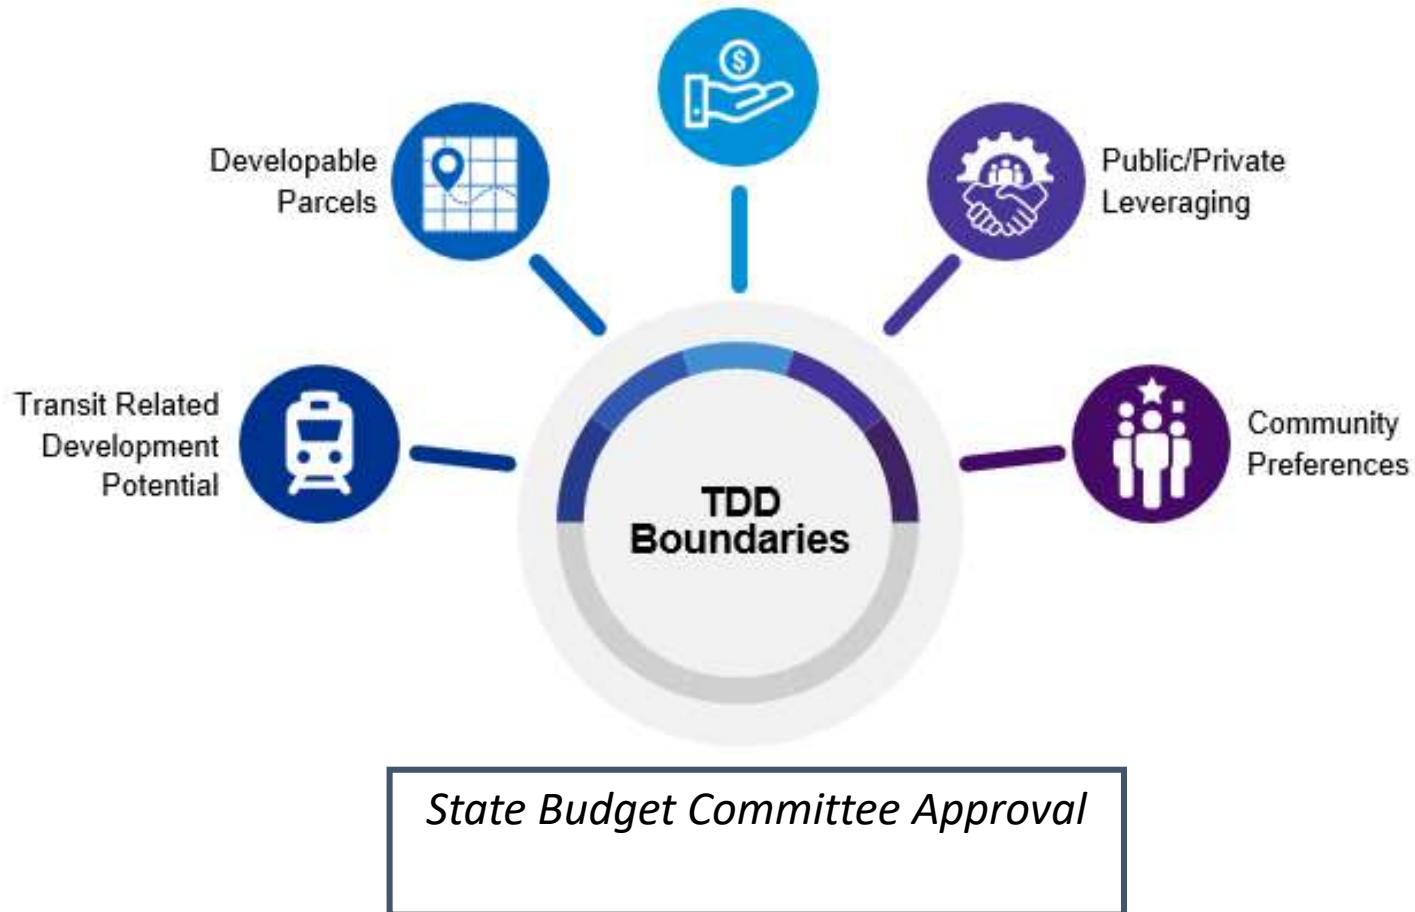 $
Developable
Parcels
Public/Private
Leveraging
Transit Related
Development
Potential
Community
Preferences
TDD
Boundaries
State Budget Committee Approval